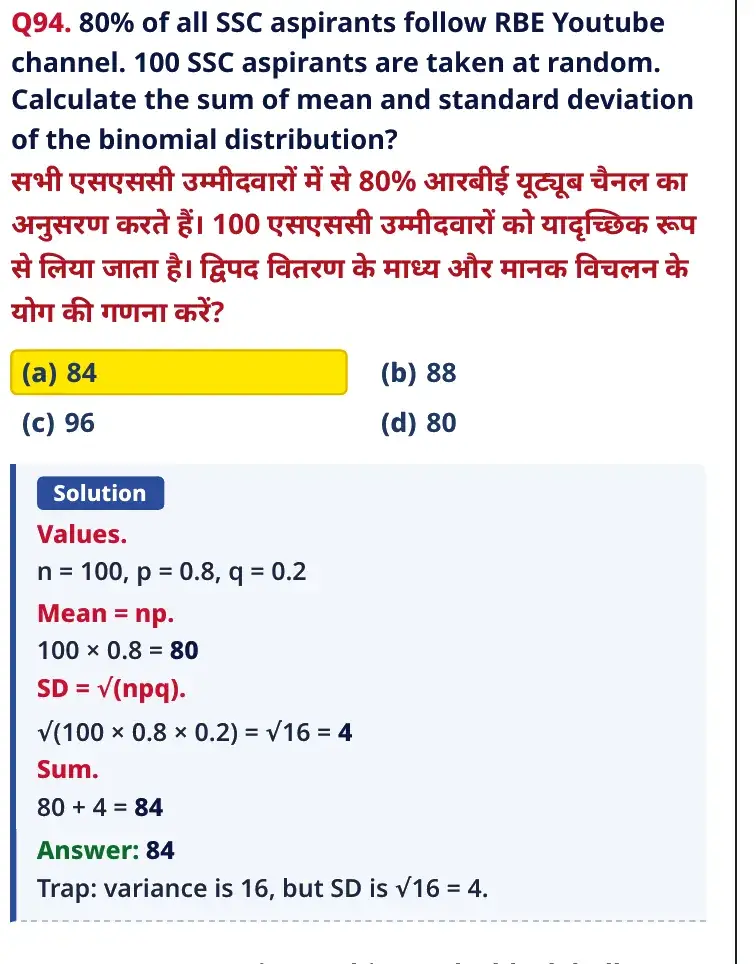 Q94. 80% of all SSC aspirants follow RBE Youtube
channel. 100 SSC aspirants are taken at random.
Calculate the sum of mean and standard deviation
of the binomial distribution?
सभी एसएससी उम्मीदवारों में से 80% आरबीई यूट्यूब चैनल का
अनुसरण करते हैं। 100 एसएससी उम्मीदवारों को यादृच्छिक रूप
से लिया जाता है। द्विपद वितरण के माध्य और मानक विचलन के
योग की गणना करें?
(a) 84 (b) 88
(c) 96 (d) 80
Solution
Values.
n = 100, p = 0.8, q = 0.2
Mean = np.
100 × 0.8 = 80
SD = √(npq).
√(100 × 0.8 × 0.2) = √16 = 4
Sum.
80 + 4 = 84
Answer: 84
Trap: variance is 16, but SD is √16 = 4.